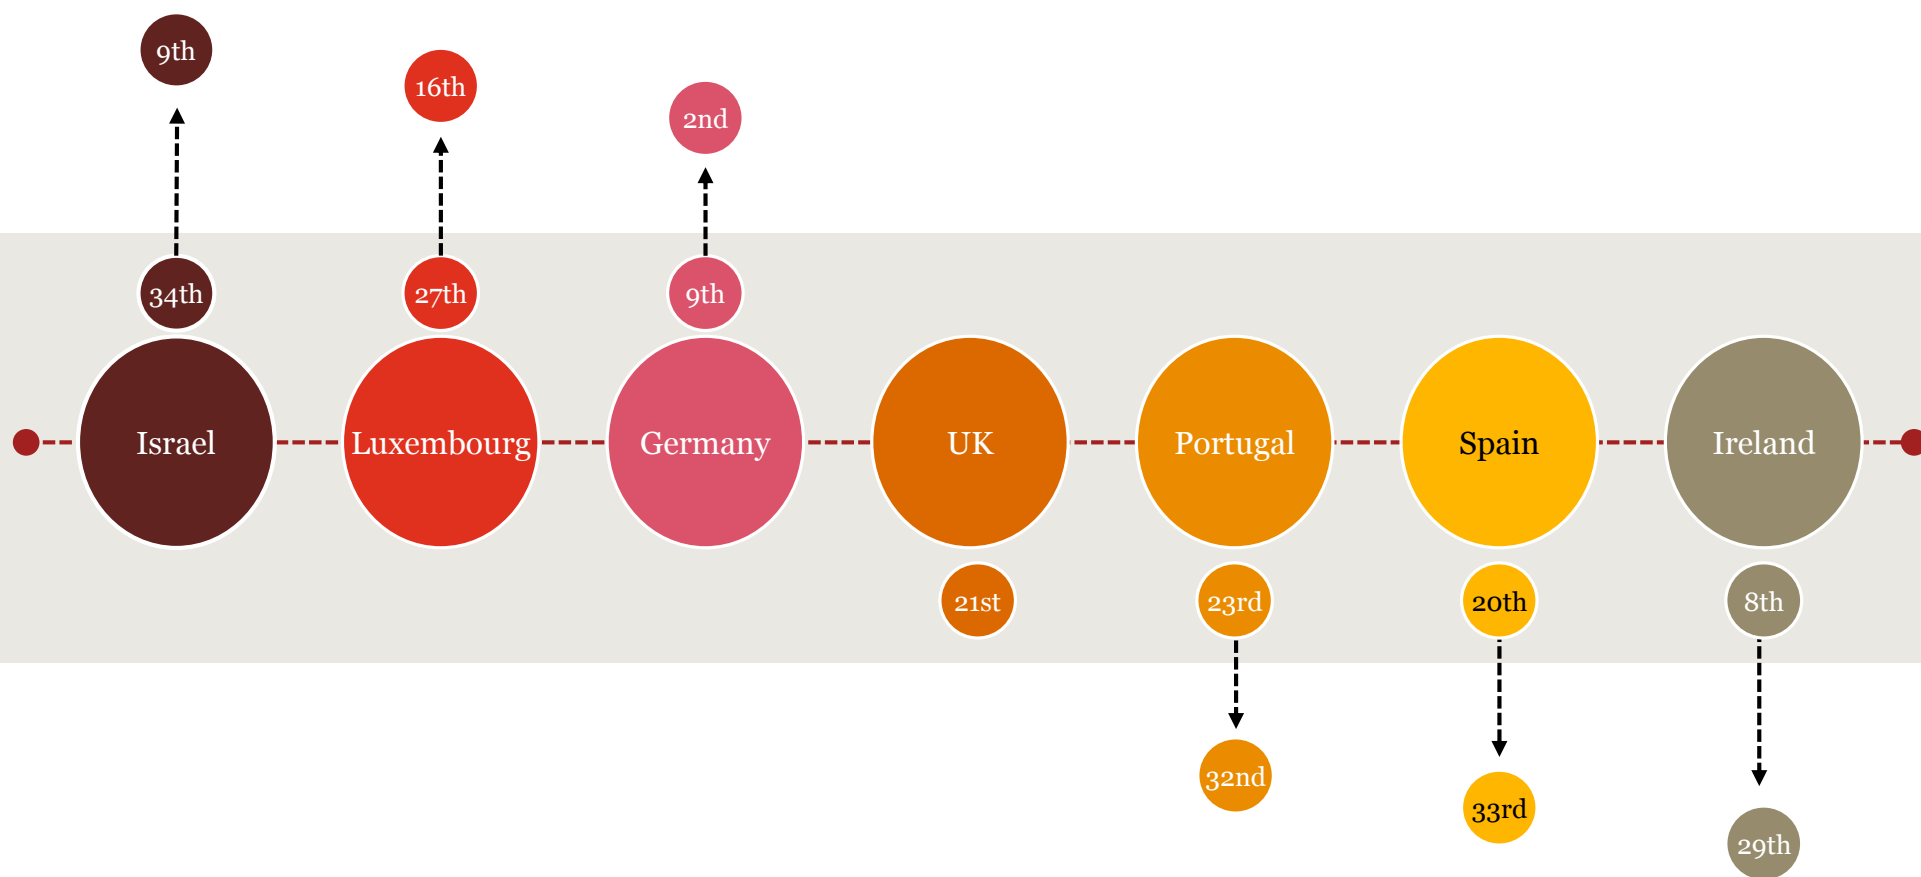 9th
16th
2nd
34th
27th
9th
Israel
Luxembourg
Germany
UK
Portugal
Spain
Ireland
21st
23rd
20th
8th
32nd
33rd
29th